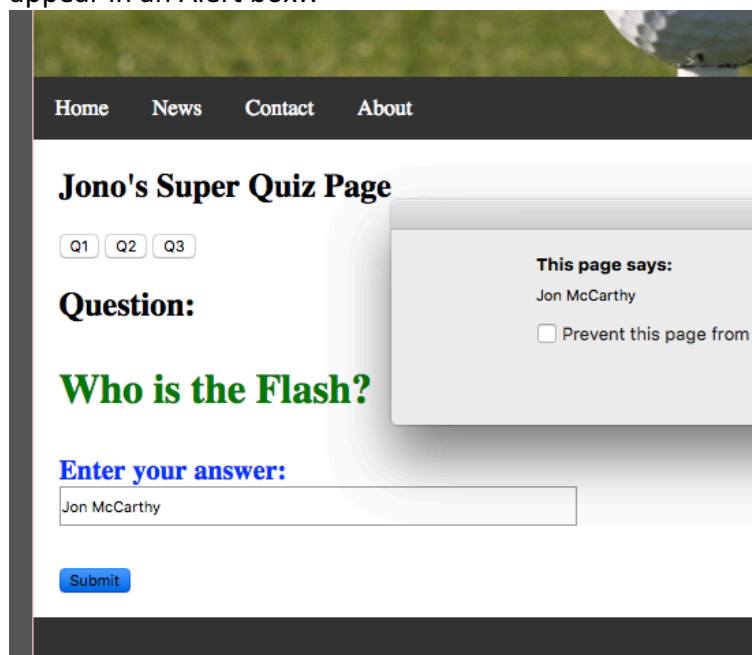 appear in an Alert box..
Home News Contact About
Jono's Super Quiz Page
Q1 Q2 Q3
This page says:
Jon McCarthy
Prevent this page from
Question:
Who is the Flash?
Enter your answer:
Jon McCarthy
Submit